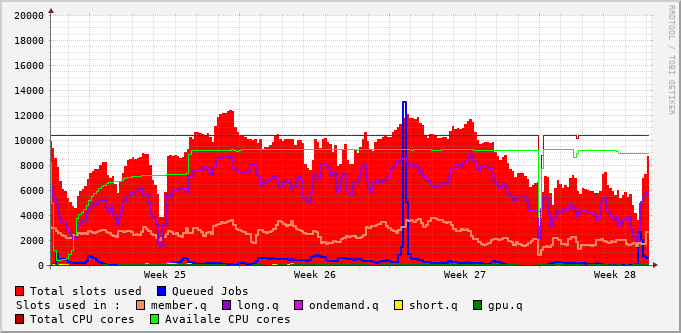 RRDTOOL / TOBI OETIKER
20000
18000
16000
14000
12000
10000
8000
6000
4000
2000
0
Week 25 Week 26 Week 27 Week 28
Total slots used Queued Jobs
Slots used in : member.q long.q ondemand.q short.q gpu.q
Total CPU cores Availale CPU cores